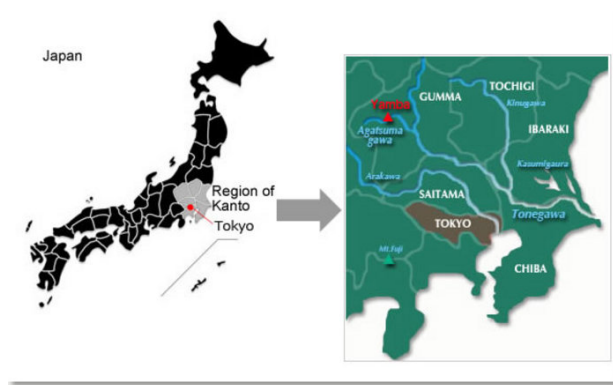 Japan
Region of
Kanto
Tokyo
TOCHIGI
GUMMA
Kinugawa
Yamba
Agatsuma
gawa
IBARAKI
Kasumigaura
Arakawa
SAITAMA
Tonegawa
TOKYO
Mt.Fuji
CHIBA